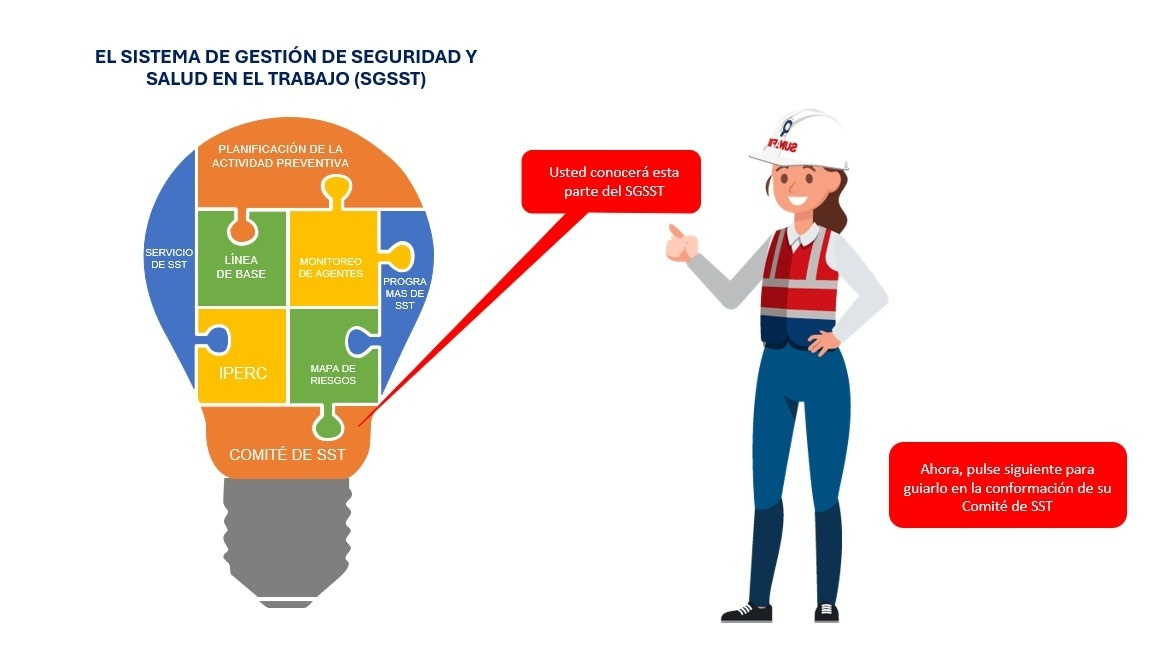 EL SISTEMA DE GESTIÓN DE SEGURIDAD Y
SALUD EN EL TRABAJO (SGSST)
PLANIFICACIÓN DE LA
ACTIVIDAD PREVENTIVA
SERVICIO
DE SST
LÍNEA
DE BASE
MONITOREO
DE AGENTES
PROGRA
MAS DE
SST
IPERC
MAPA DE
RIESGOS
COMITÉ DE SST
Usted conocerá esta
parte del SGSST
Ahora, pulse siguiente para
guiarlo en la conformación de su
Comité de SST